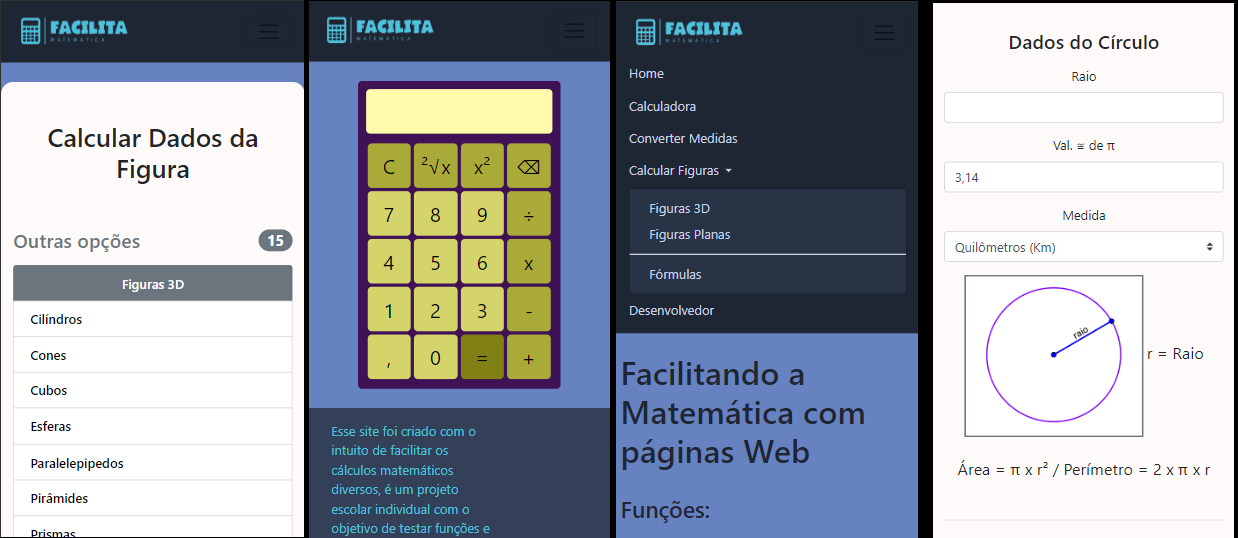 FACILITA
MATEMÁTICA
Calcular Dados da
Figura
Outras opções 15
Figuras 3D
Cilíndros
Cones
Cubos
Esferas
Paralelepipedos
Pirâmides
Prismas
FACILITA
MATEMÁTICA
C ²√x x² ⌫
7 8 9 ÷
4 5 6 x
1 2 3 -
, 0 = +
Esse site foi criado com o
intuito de facilitar os
cálculos matemáticos
diversos, é um projeto
escolar individual com o
objetivo de testar funções e
FACILITA
MATEMÁTICA
Home
Calculadora
Converter Medidas
Calcular Figuras
Figuras 3D
Figuras Planas
Fórmulas
Desenvolvedor
Facilitando a
Matemática com
páginas Web
Funções:
Dados do Círculo
Raio
Val. ≅ de π
3,14
Medida
Quilômetros (Km)
raio
r = Raio
Área = π x r² / Perímetro = 2 x π x r